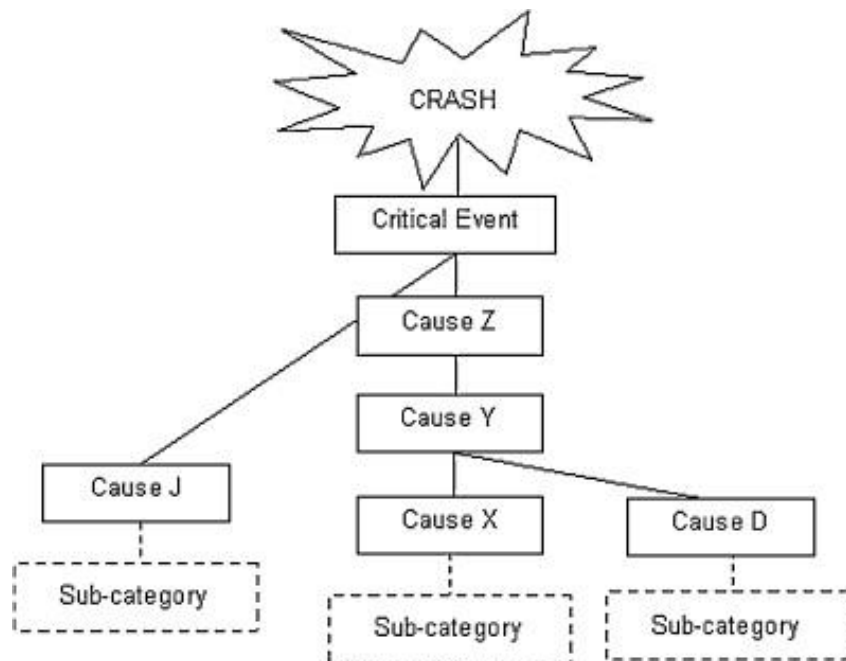 CRASH
Critical Event
Cause Z
Cause Y
Cause J
Cause X
Cause D
Sub-category
Sub-category
Sub-category